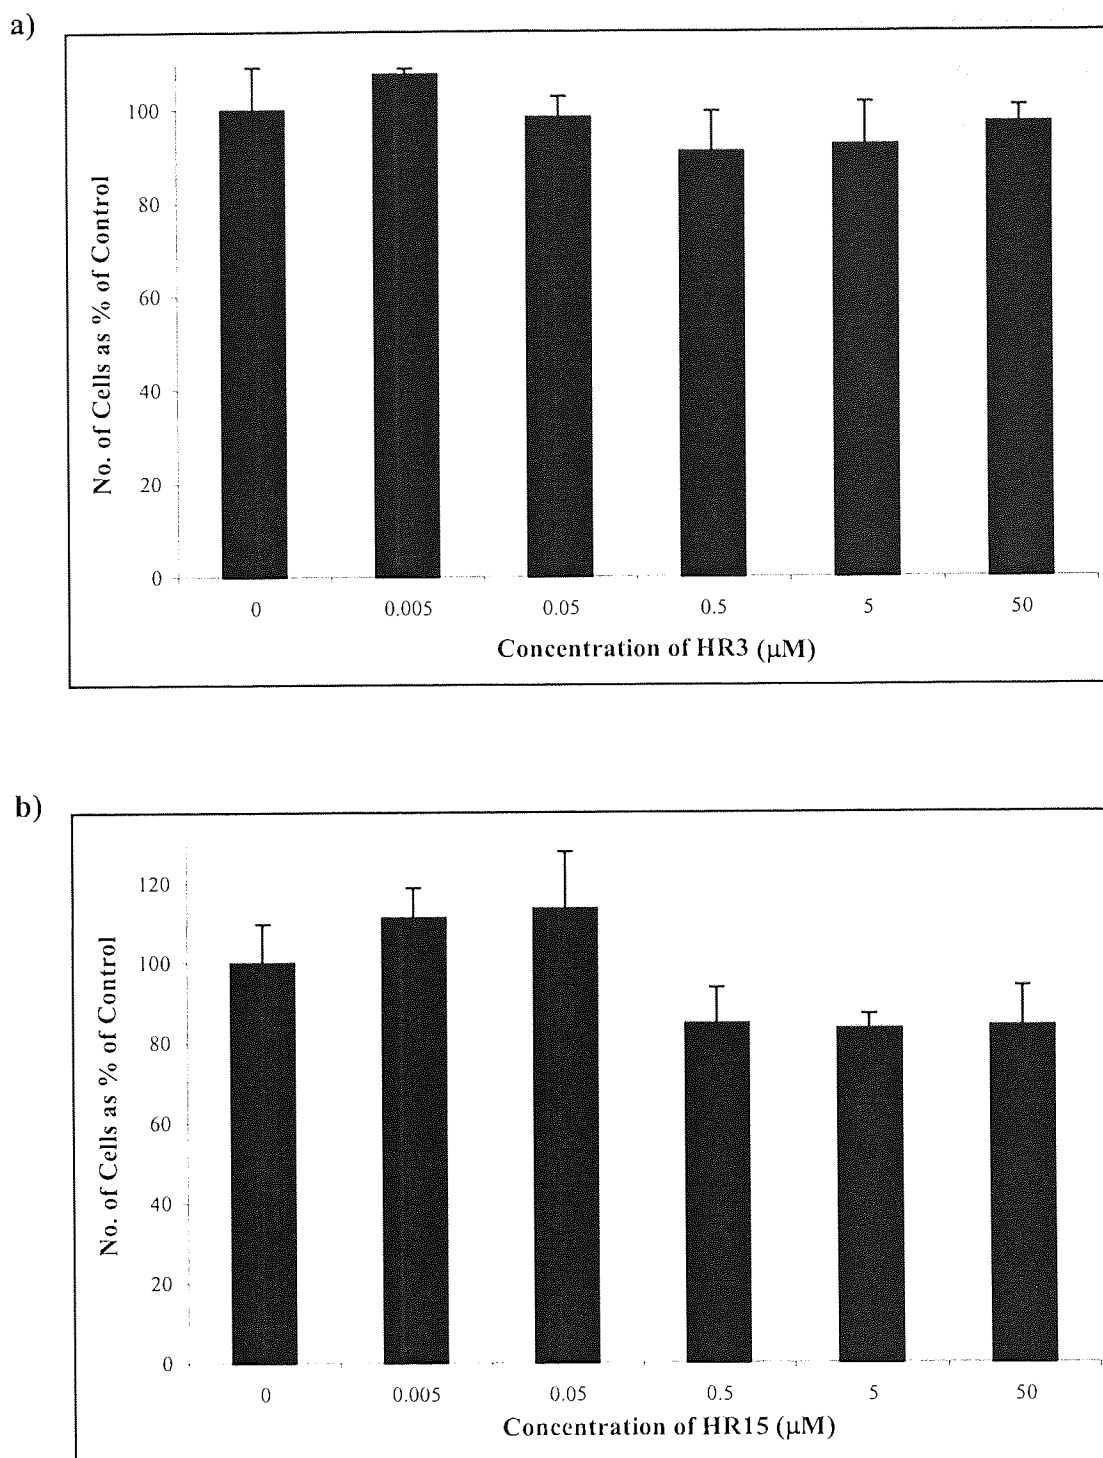 a)
No. of Cells as % of Control
100
80
60
40
20
0
0 0.005 0.05 0.5 5 50
Concentration of HR3 (μM)
b)
No. of Cells as % of Control
120
100
80
60
40
20
0
0 0.005 0.05 0.5 5 50
Concentration of HR15 (μM)